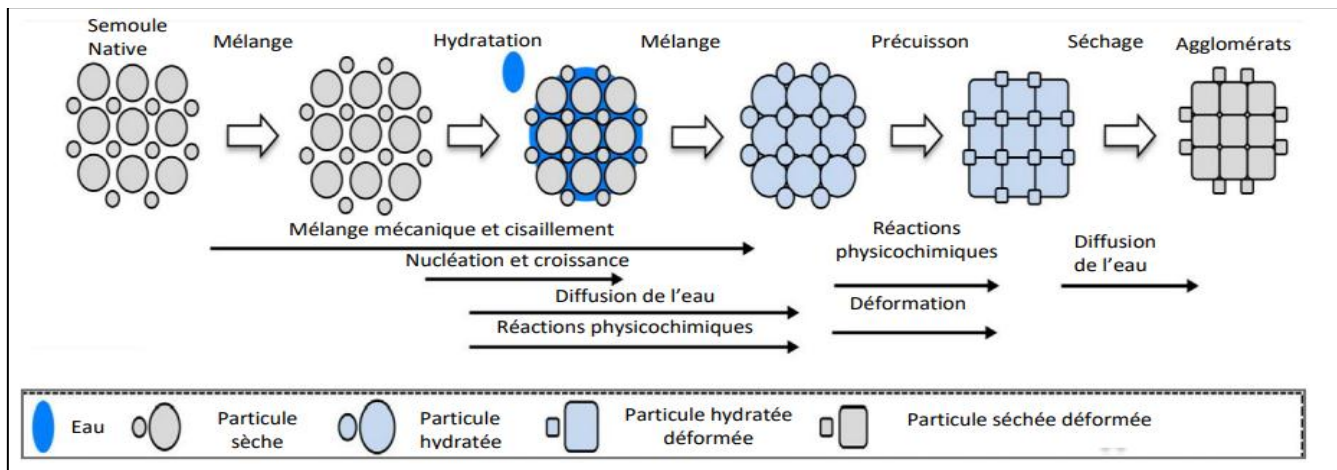 Semoule
Native
Mélange
Hydratation
Mélange
Précuisson
Séchage
Agglomérats
Mélange mécanique et cisaillement
Nucléation et croissance
Diffusion de l'eau
Réactions physicochimiques
Réactions
physicochimiques
Déformation
Diffusion
de l'eau
Eau
Particule
sèche
Particule
hydratée
Particule hydratée
déformée
Particule séchée déformée